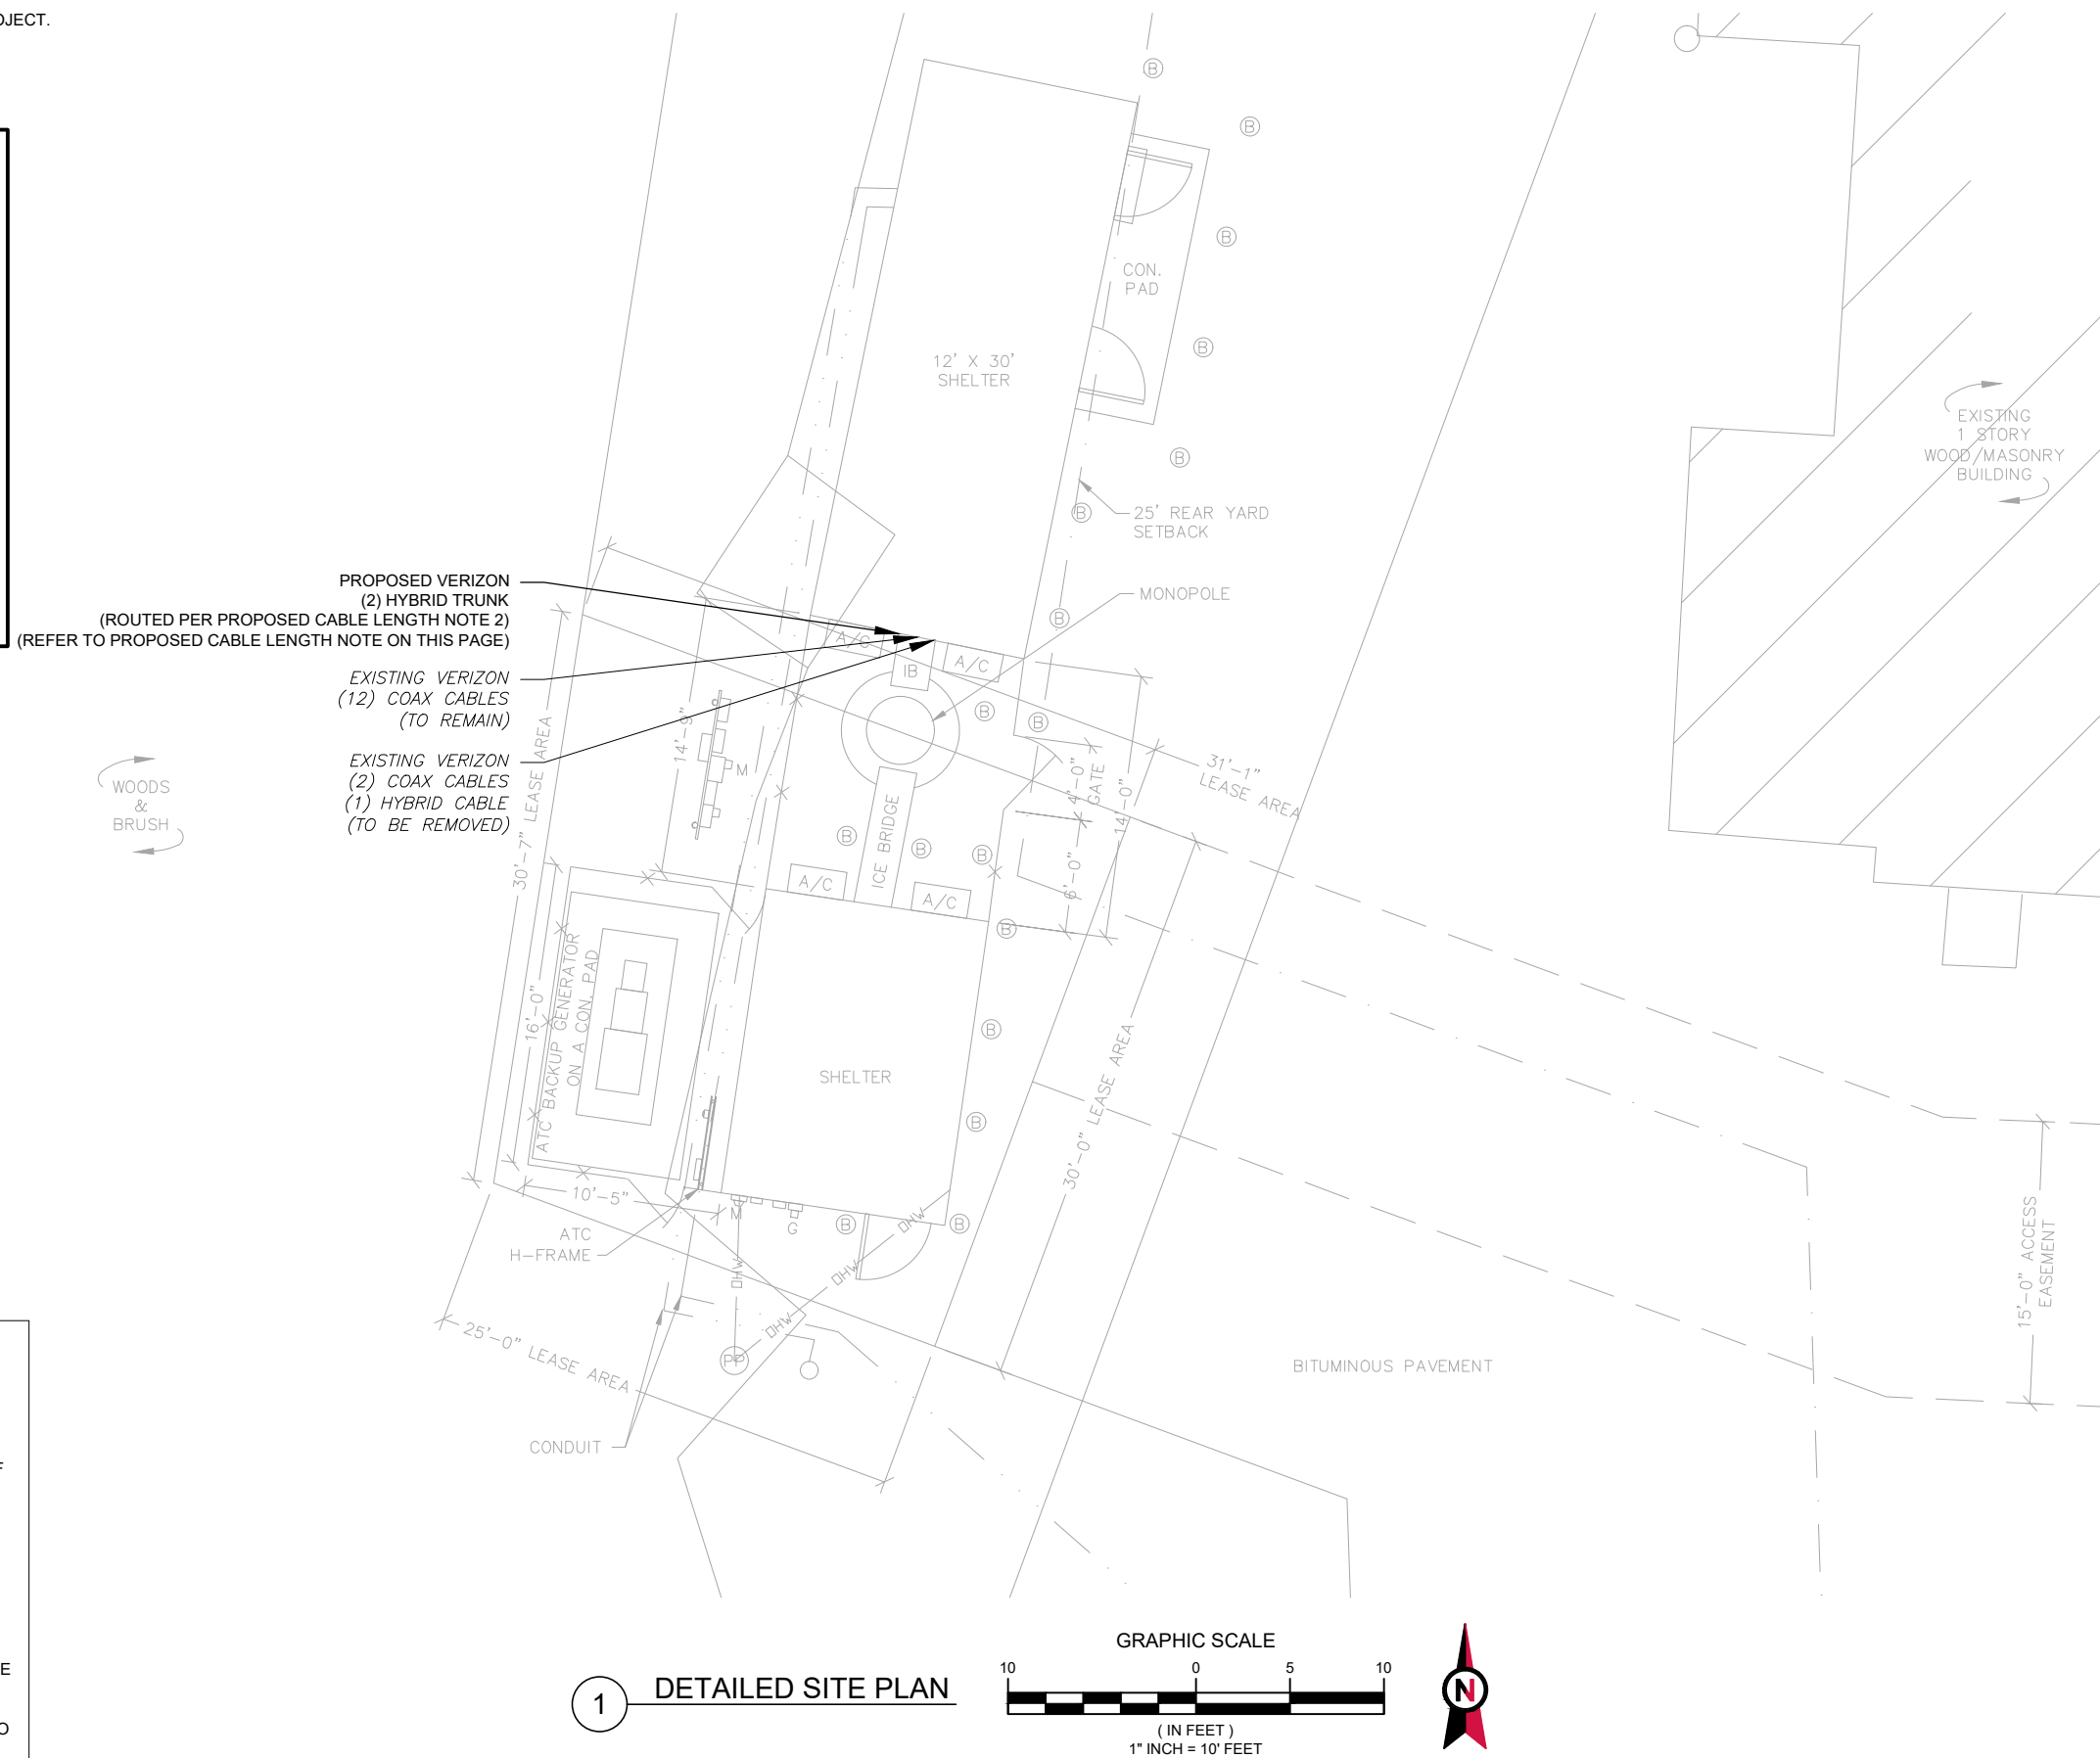 OJECT.
B
B
B
CON.
PAD
B
12' X 30'
SHELTER
EXISTING
1 STORY
WOOD/MASONRY
BUILDING
B
B
25' REAR YARD
SETBACK
PROPOSED VERIZON
(2) HYBRID TRUNK
(ROUTED PER PROPOSED CABLE LENGTH NOTE 2)
(REFER TO PROPOSED CABLE LENGTH NOTE ON THIS PAGE)
MONOPOLE
B
A/C
IB
A/C
EXISTING VERIZON
(12) COAX CABLES
(TO REMAIN)
B
B
EXISTING VERIZON
(2) COAX CABLES
(1) HYBRID CABLE
(TO BE REMOVED)
14'-9"
M
31'-1"
LEASE AREA
4'-0"
GATE
14'-0"
6'-0"
WOODS
&
BRUSH
30'-7" LEASE AREA
ICE BRIDGE
B
B
B
A/C
A/C
B
16'-0"
ATC BACKUP GENERATOR
ON A CON. PAD
B
SHELTER
30'-0" LEASE AREA
B
10'-5"
M
G
B
B
ATC
H-FRAME
OHW
OHW
OHW
OHW
15'-0" ACCESS
EASEMENT
25'-0" LEASE AREA
PP
BITUMINOUS PAVEMENT
CONDUIT
F
E
O
1
DETAILED SITE PLAN
GRAPHIC SCALE
10 0 5 10
( IN FEET )
1" INCH = 10' FEET
N